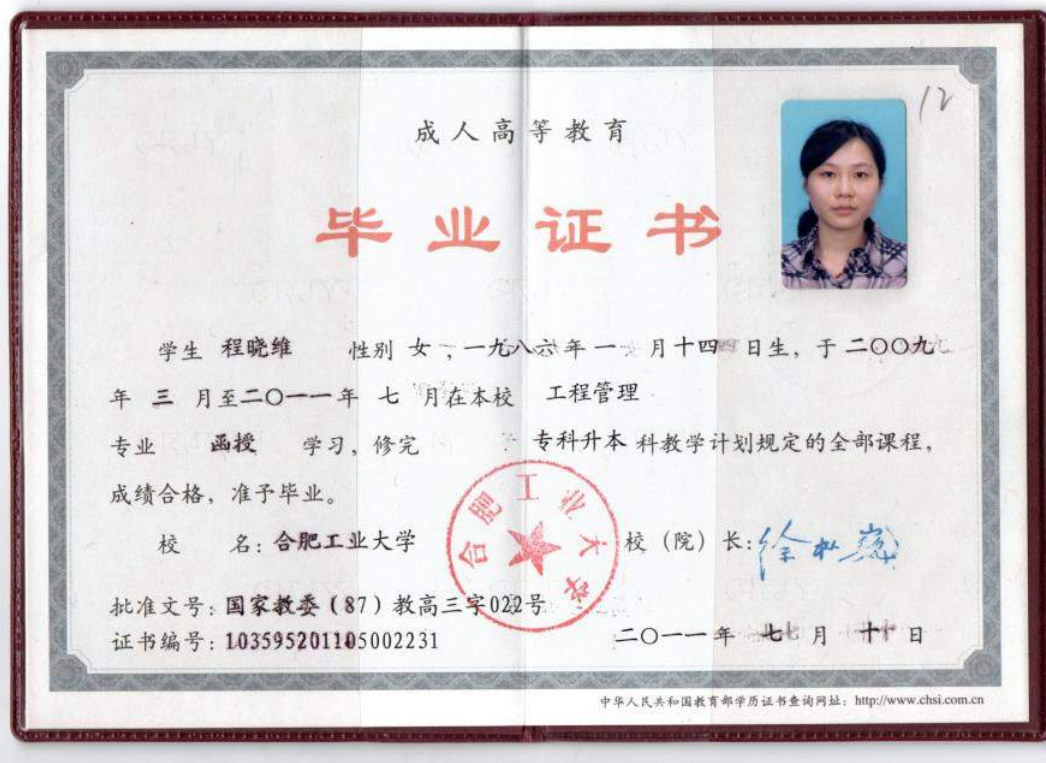 12
成人高等教育
毕业证书
学生 程晓维 性别 女，一九八六年 一 月十四日生，于二〇〇九
年 三 月至二〇一一年 七 月在本校 工程管理
专业 函授 学习，修完 专科升本 科教学计划规定的全部课程，
成绩合格，准予毕业。
校 名：合肥工业大学 校（院）长：
合肥工业大学
批准文号：国家教委（87）教高三字022号
证书编号：103595201105002231 二〇一一年 七 月 十 日
中华人民共和国教育部学历证书查询网址：http://www.chsi.com.cn